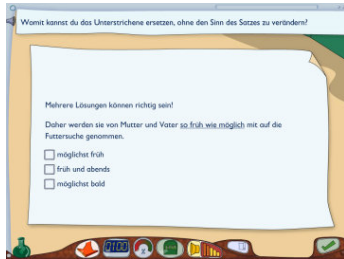 Womit kannst du das Unterstrichene ersetzen, ohne den Sinn des Satzes zu verändern?
Mehrere Lösungen können richtig sein!
Daher werden sie von Mutter und Vater so früh wie möglich mit auf die
Futtersuche genommen.
möglichst früh
früh und abends
möglichst bald